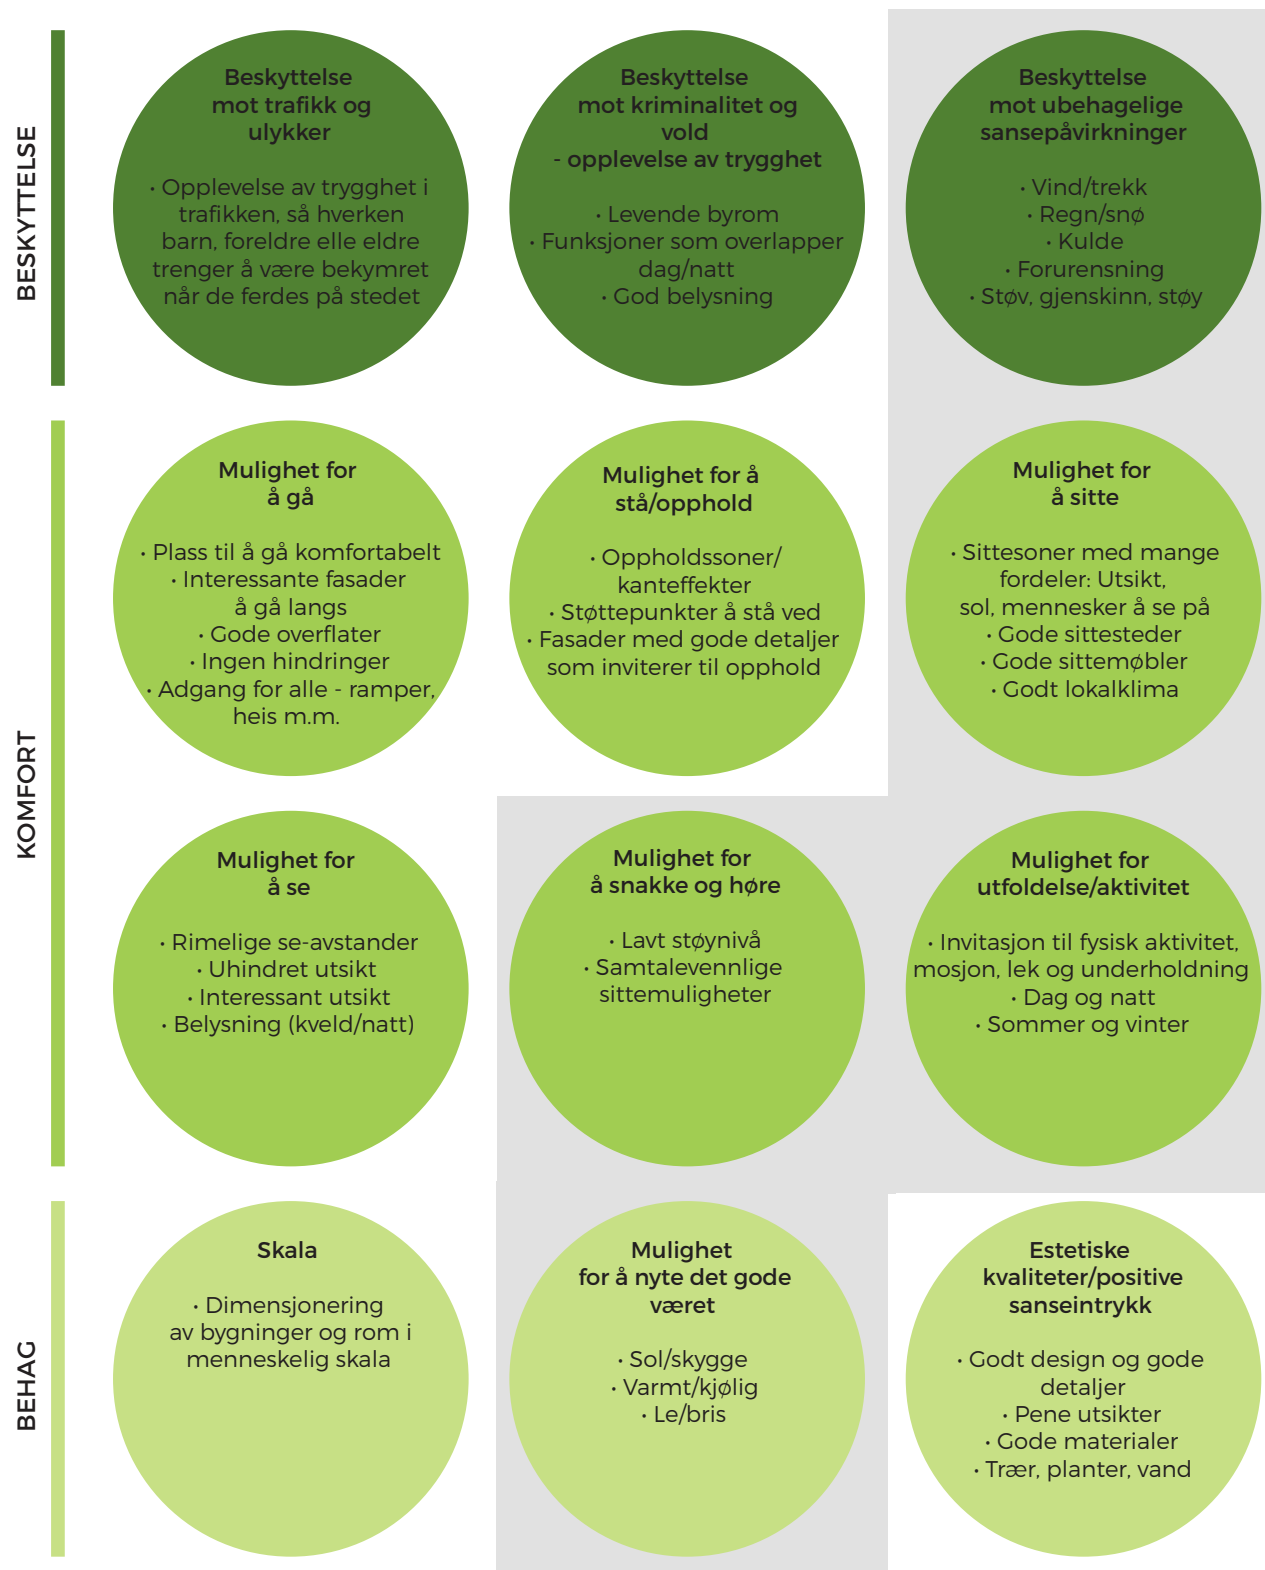 BESKYTTELSE
Beskyttelse
mot trafikk og
ulykker
· Opplevelse av trygghet i
trafikken, så hverken
barn, foreldre elle eldre
trenger å være bekymret
når de ferdes på stedet
Beskyttelse
mot kriminalitet og
vold
- opplevelse av trygghet
· Levende byrom
· Funksjoner som overlapper
dag/natt
· God belysning
Beskyttelse
mot ubehagelige
sansepåvirkninger
· Vind/trekk
· Regn/snø
· Kulde
· Forurensning
· Støv, gjenskinn, støy
KOMFORT
Mulighet for
å gå
· Plass til å gå komfortabelt
· Interessante fasader
å gå langs
· Gode overflater
· Ingen hindringer
· Adgang for alle - ramper,
heis m.m.
Mulighet for å
stå/opphold
· Oppholdssoner/
kanteffekter
· Støttepunkter å stå ved
· Fasader med gode detaljer
som inviterer til opphold
Mulighet for
å sitte
· Sittesoner med mange
fordeler: Utsikt,
sol, mennesker å se på
· Gode sittesteder
· Gode sittemøbler
· Godt lokalklima
Mulighet for
å se
· Rimelige se-avstander
· Uhindret utsikt
· Interessant utsikt
· Belysning (kveld/natt)
Mulighet for
å snakke og høre
· Lavt støynivå
· Samtalevennlige
sittemuligheter
Mulighet for
utfoldelse/aktivitet
· Invitasjon til fysisk aktivitet,
mosjon, lek og underholdning
· Dag og natt
· Sommer og vinter
BEHAG
Skala
· Dimensjonering
av bygninger og rom i
menneskelig skala
Mulighet
for å nyte det gode
været
· Sol/skygge
· Varmt/kjølig
· Le/bris
Estetiske
kvaliteter/positive
sanseintrykk
· Godt design og gode
detaljer
· Pene utsikter
· Gode materialer
· Trær, planter, vand